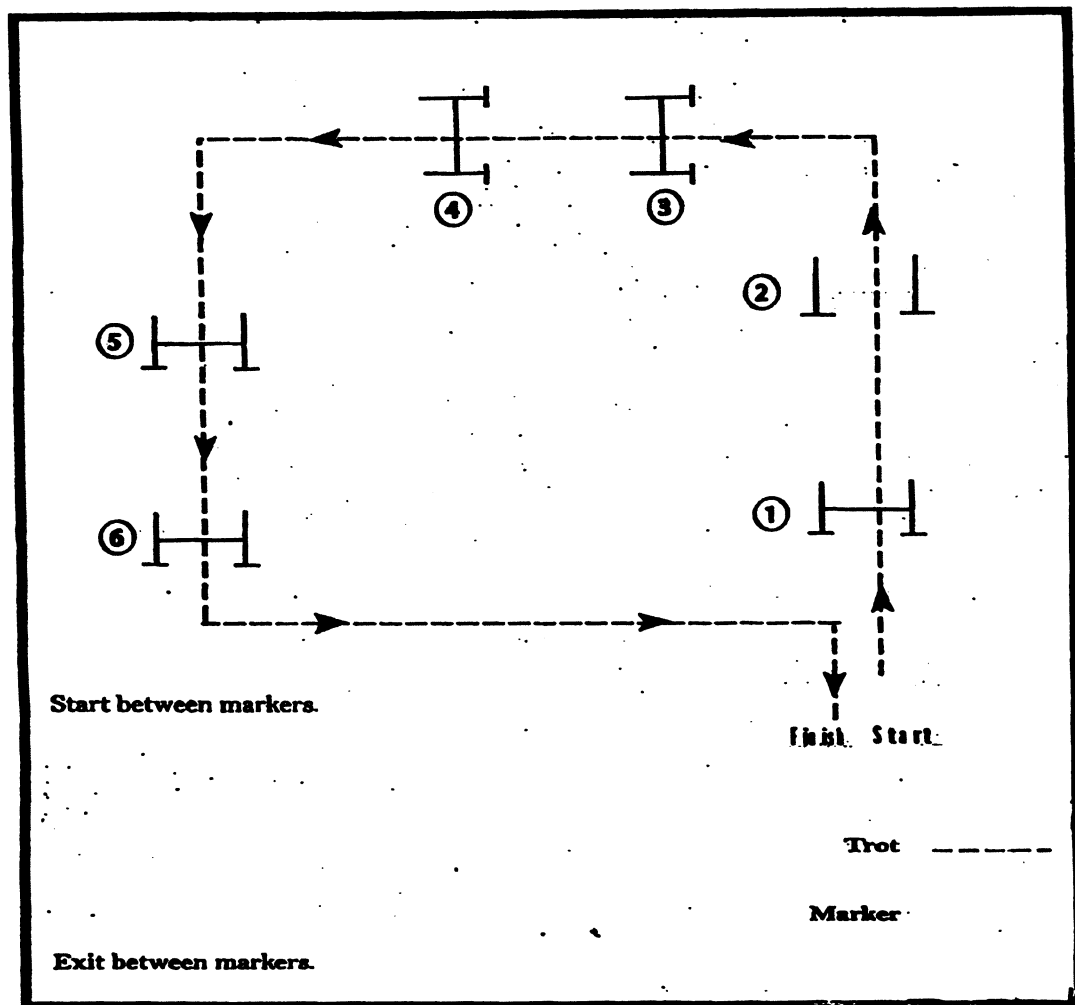 ④ ③
②
⑤
①
⑥
Start between markers.
Finish Start
Trot
Marker
Exit between markers.